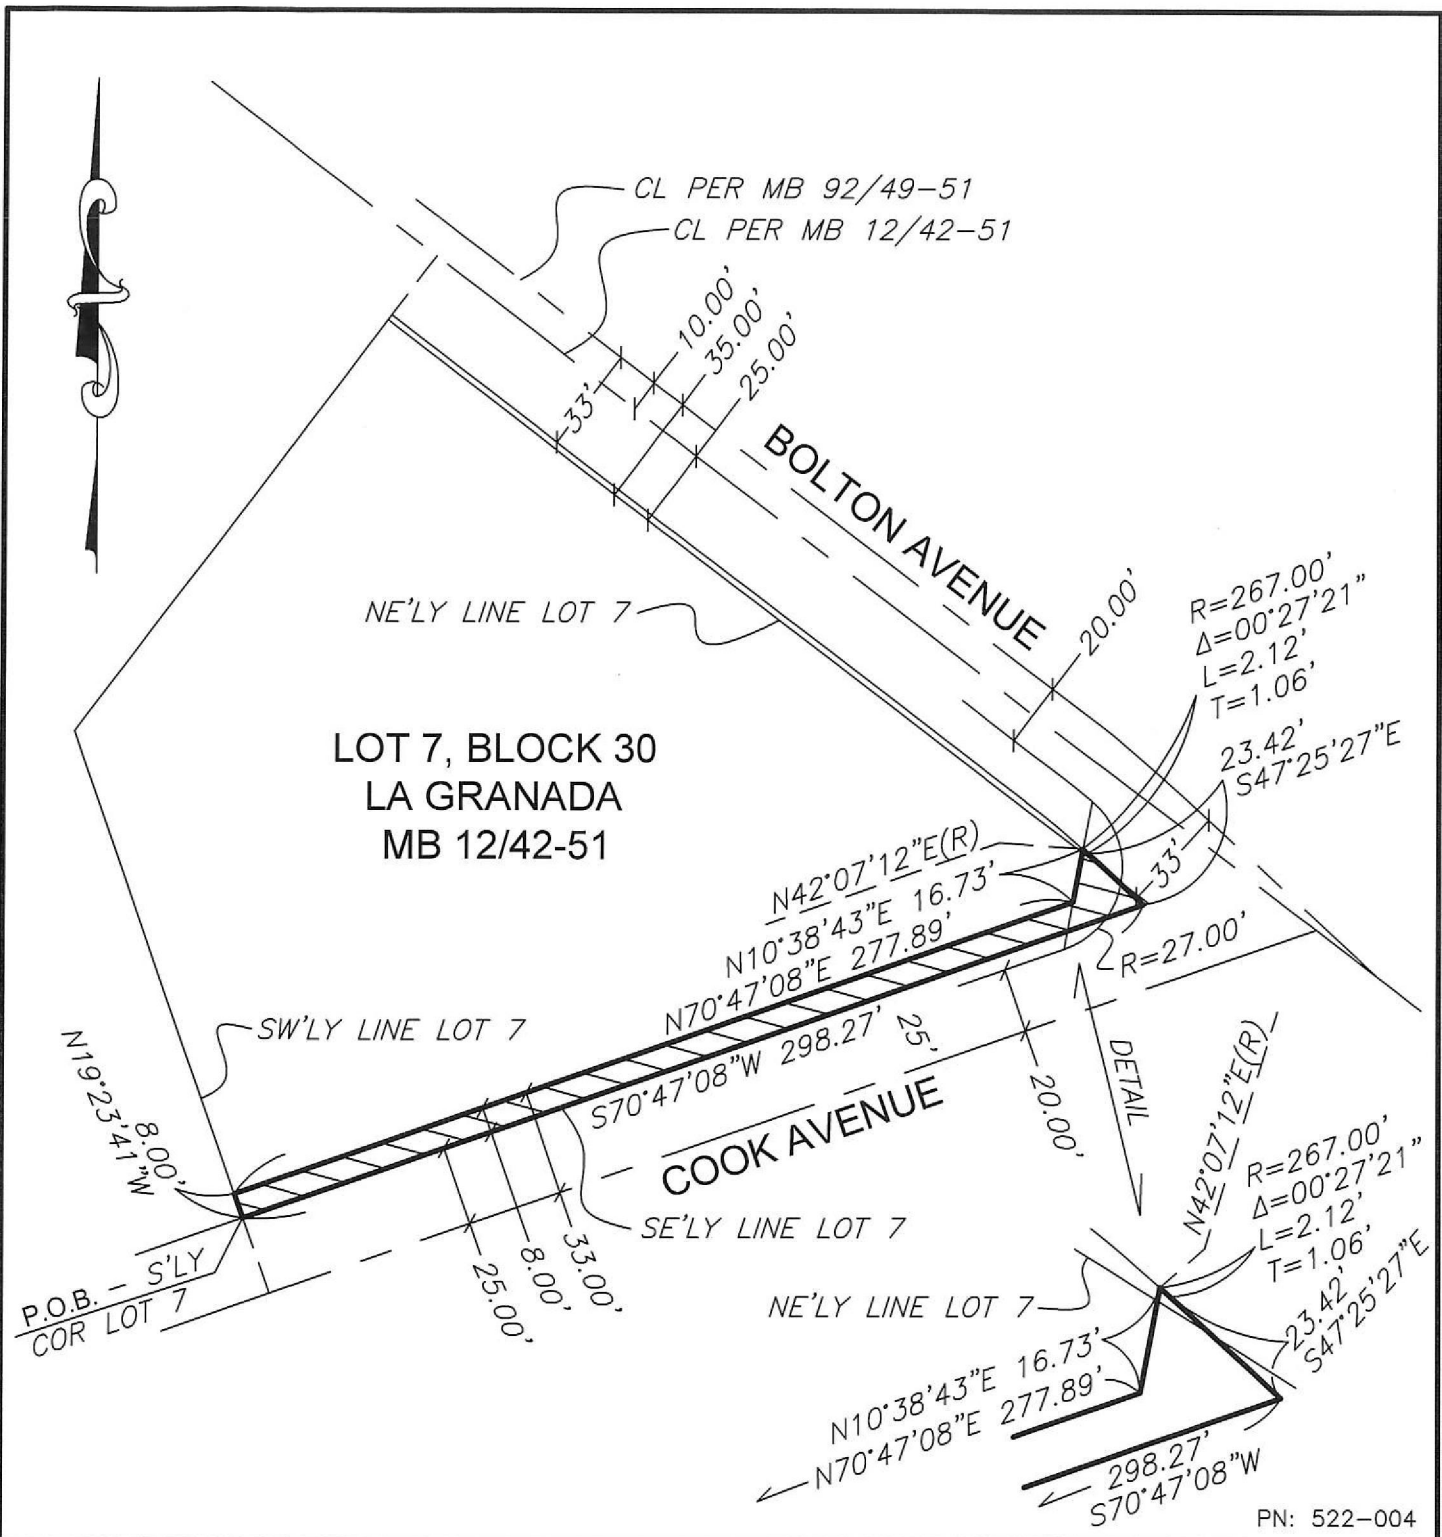 CL PER MB 92/49-51
CL PER MB 12/42-51
10.00'
35.00'
25.00'
33'
BOLTON AVENUE
20.00'
R=267.00'
Δ=00°27'21"
L=2.12'
T=1.06'
23.42'
S47°25'27"E
NE'LY LINE LOT 7
LOT 7, BLOCK 30
LA GRANADA
MB 12/42-51
N42°07'12"E(R)
N10°38'43"E 16.73'
N70°47'08"E 277.89'
33'
R=27.00'
SW'LY LINE LOT 7
S70°47'08"W 298.27'
25'
N19°23'41"W
8.00'
COOK AVENUE
20.00'
DETAIL
SE'LY LINE LOT 7
25.00'
8.00'
33.00'
P.O.B. - S'LY
COR LOT 7
N42°07'12"E(R)
R=267.00'
Δ=00°27'21"
L=2.12'
T=1.06'
23.42'
S47°25'27"E
NE'LY LINE LOT 7
N10°38'43"E 16.73'
N70°47'08"E 277.89'
298.27'
S70°47'08"W
PN: 522-004